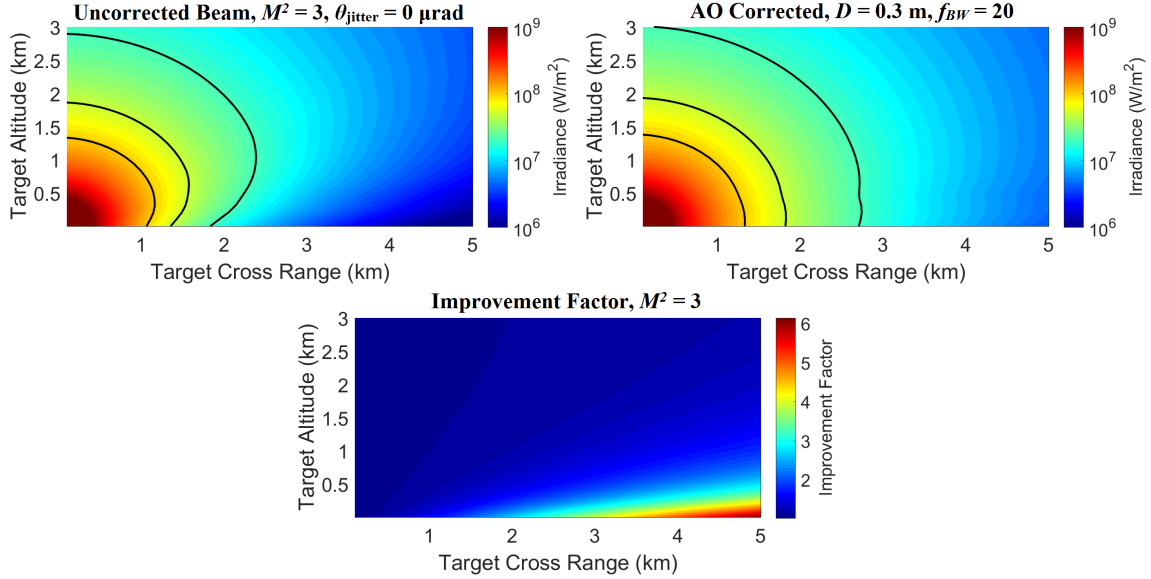 Uncorrected Beam, M² = 3, θjitter = 0 μrad
Target Altitude (km)
3
2.5
2
1.5
1
0.5
1 2 3 4 5
Target Cross Range (km)
10⁹
10⁸
10⁷
10⁶
Irradiance (W/m²)
AO Corrected, D = 0.3 m, fBW = 20
Target Altitude (km)
3
2.5
2
1.5
1
0.5
1 2 3 4 5
Target Cross Range (km)
10⁹
10⁸
10⁷
10⁶
Irradiance (W/m²)
Improvement Factor, M² = 3
Target Altitude (km)
3
2.5
2
1.5
1
0.5
1 2 3 4 5
Target Cross Range (km)
6
5
4
3
2
Improvement Factor